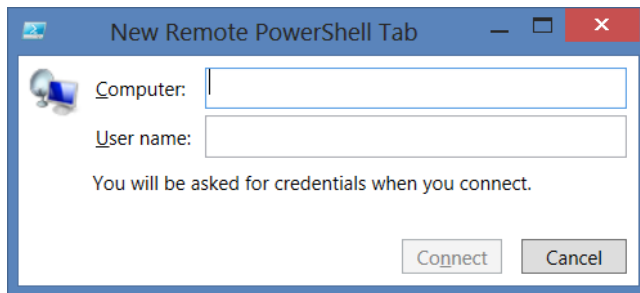 New Remote PowerShell Tab
Computer:
User name:
You will be asked for credentials when you connect.
Connect Cancel